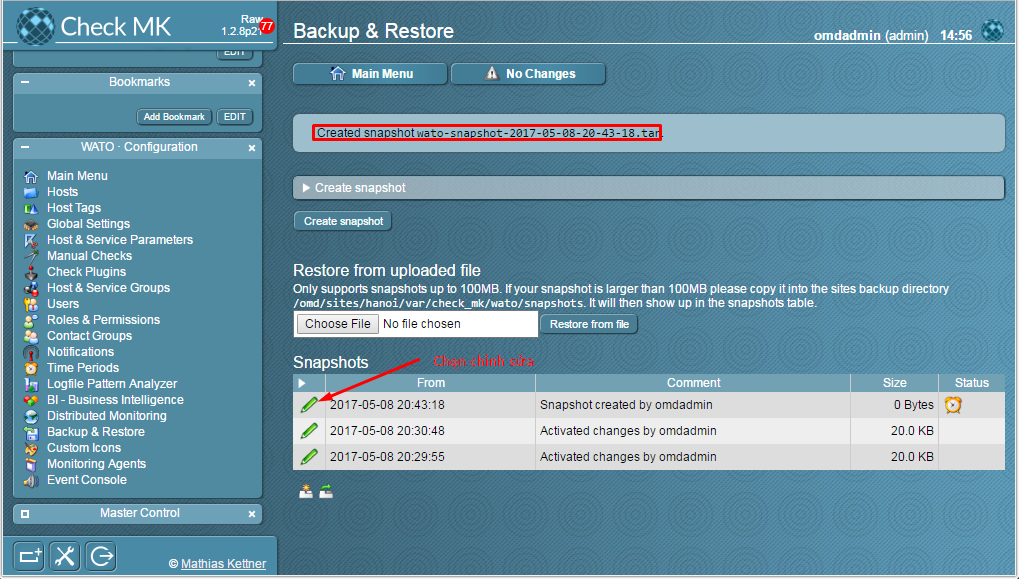 Check MK
Raw
1.2.8p21
77
Backup & Restore
omdadmin (admin) 14:56
EDIT
Bookmarks
Add Bookmark EDIT
WATO · Configuration
Main Menu
Hosts
Host Tags
Global Settings
Host & Service Parameters
Manual Checks
Check Plugins
Host & Service Groups
Users
Roles & Permissions
Contact Groups
Notifications
Time Periods
Logfile Pattern Analyzer
BI - Business Intelligence
Distributed Monitoring
Backup & Restore
Custom Icons
Monitoring Agents
Event Console
Master Control
© Mathias Kettner
Main Menu No Changes
Created snapshot wato-snapshot-2017-05-08-20-43-18.tar.
Create snapshot
Create snapshot
Restore from uploaded file
Only supports snapshots up to 100MB. If your snapshot is larger than 100MB please copy it into the sites backup directory
/omd/sites/hanoi/var/check_mk/wato/snapshots. It will then show up in the snapshots table.
Choose File No file chosen Restore from file
Snapshots
From Comment Size Status
2017-05-08 20:43:18 Snapshot created by omdadmin 0 Bytes
2017-05-08 20:30:48 Activated changes by omdadmin 20.0 KB
2017-05-08 20:29:55 Activated changes by omdadmin 20.0 KB